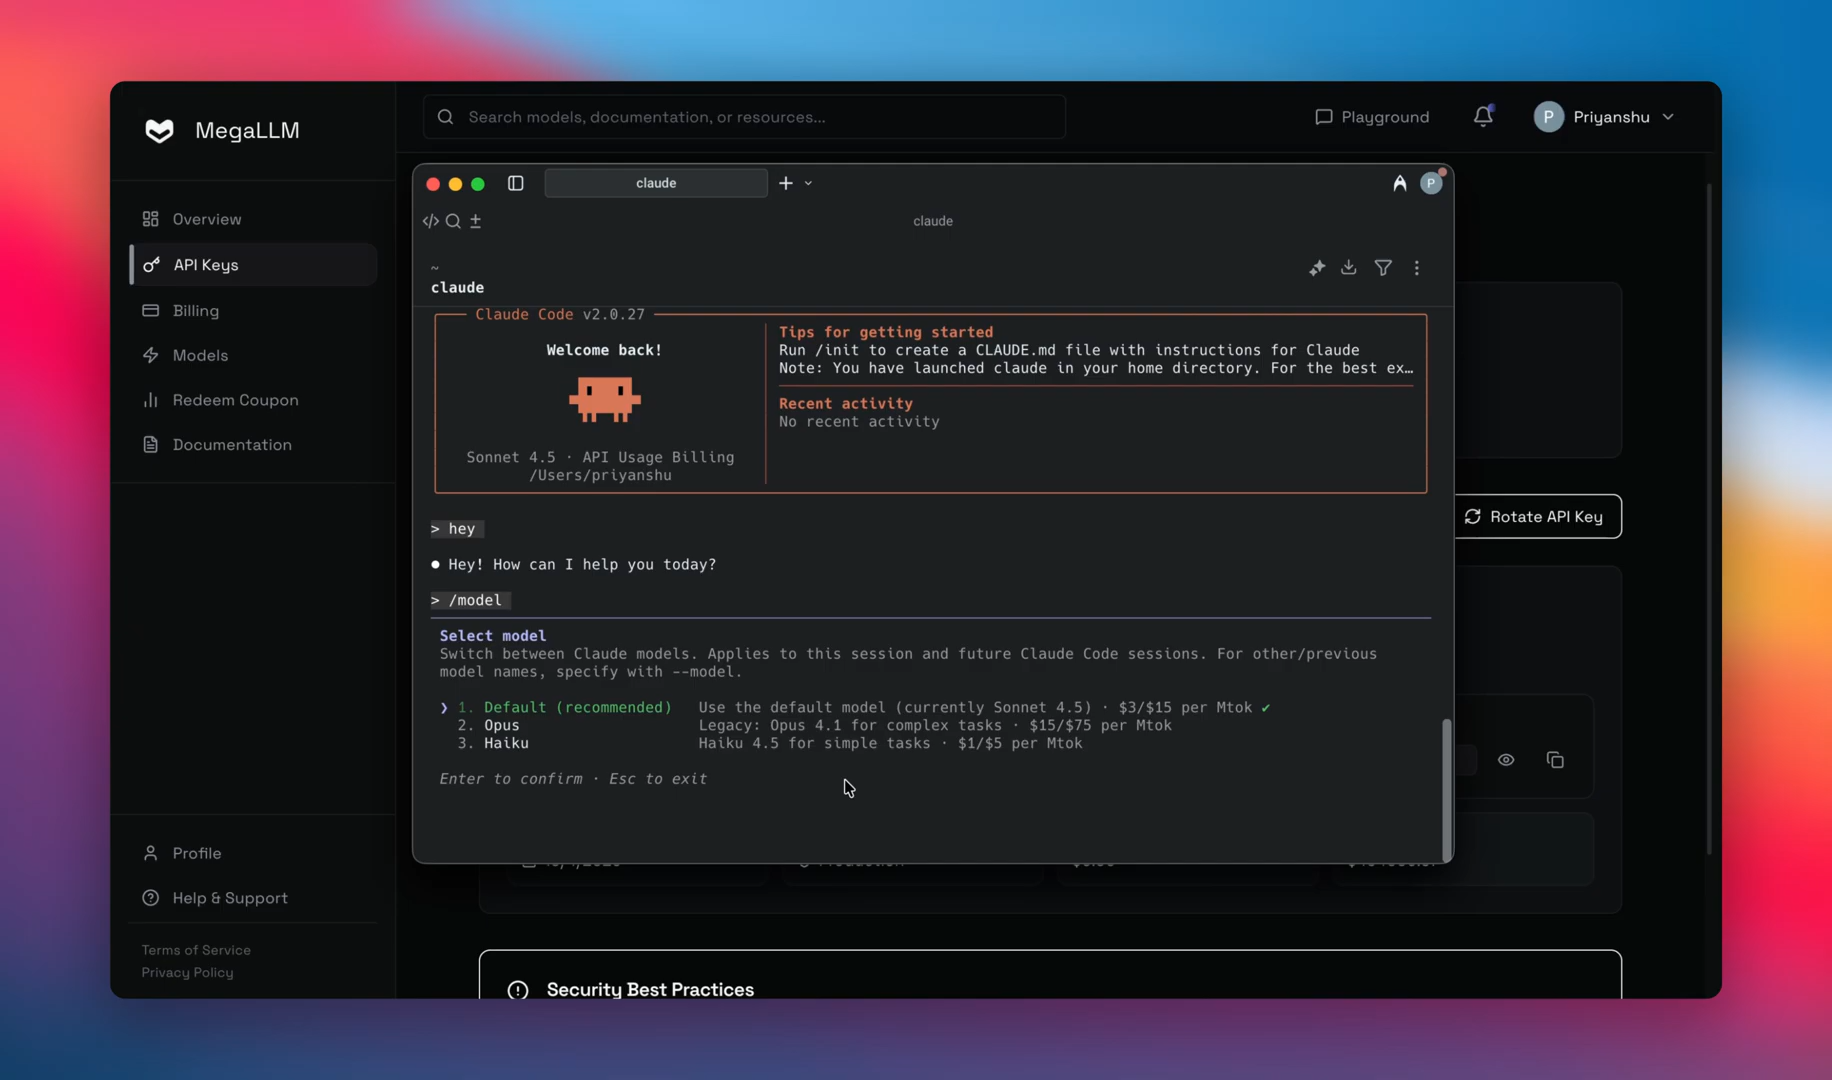 MegaLLM
Search models, documentation, or resources...
Playground
P
Priyanshu
Overview
API Keys
Billing
Models
Redeem Coupon
Documentation
Profile
Help & Support
Terms of Service
Privacy Policy
claude
P
claude
~
claude
Claude Code v2.0.27
Welcome back!
Sonnet 4.5 · API Usage Billing
/Users/priyanshu
Tips for getting started
Run /init to create a CLAUDE.md file with instructions for Claude
Note: You have launched claude in your home directory. For the best ex…
Recent activity
No recent activity
> hey
● Hey! How can I help you today?
> /model
Select model
Switch between Claude models. Applies to this session and future Claude Code sessions. For other/previous
model names, specify with --model.
❯ 1. Default (recommended) Use the default model (currently Sonnet 4.5) · $3/$15 per Mtok ✔
2. Opus Legacy: Opus 4.1 for complex tasks · $15/$75 per Mtok
3. Haiku Haiku 4.5 for simple tasks · $1/$5 per Mtok
Enter to confirm · Esc to exit
Rotate API Key
Security Best Practices